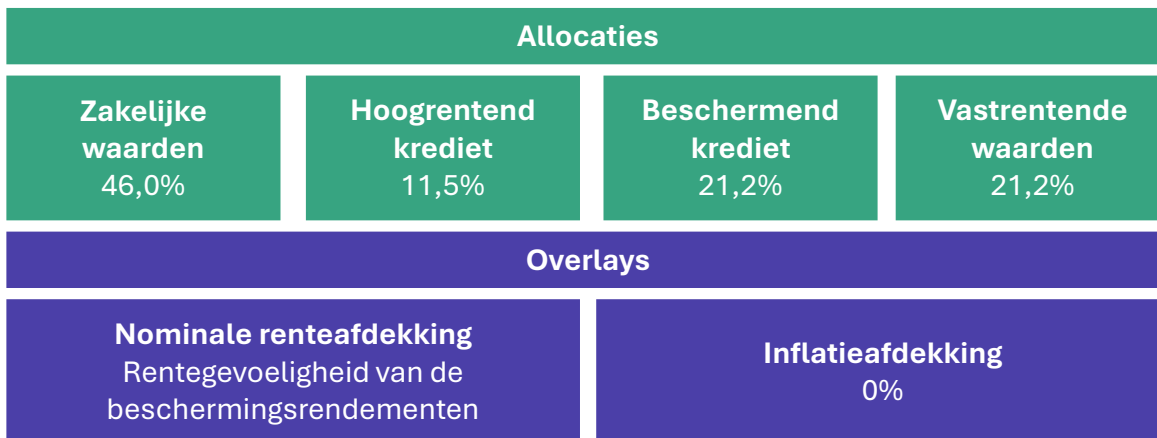 Allocaties
Zakelijke
waarden
46,0%
Hoogrentend
krediet
11,5%
Beschermend
krediet
21,2%
Vastrentende
waarden
21,2%
Overlays
Nominale renteafdekking
Rentegevoeligheid van de
beschermingsrendementen
Inflatieafdekking
0%